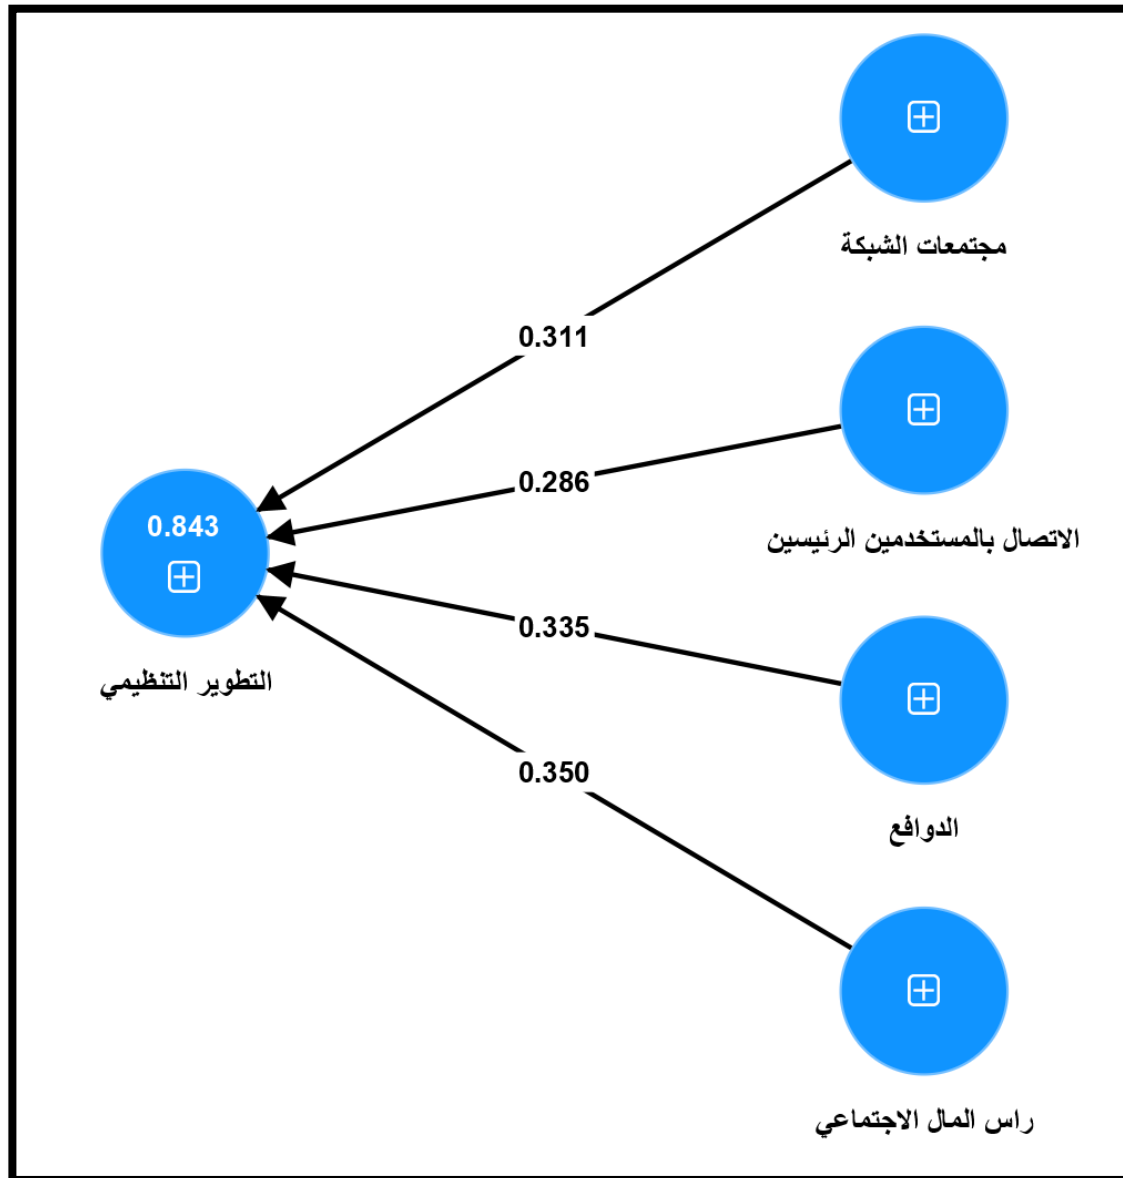 مجتمعات الشبكة
0.311
0.286
الاتصال بالمستخدمين الرئيسين
0.843
0.335
التطوير التنظيمي
0.350
الدوافع
راس المال الاجتماعي